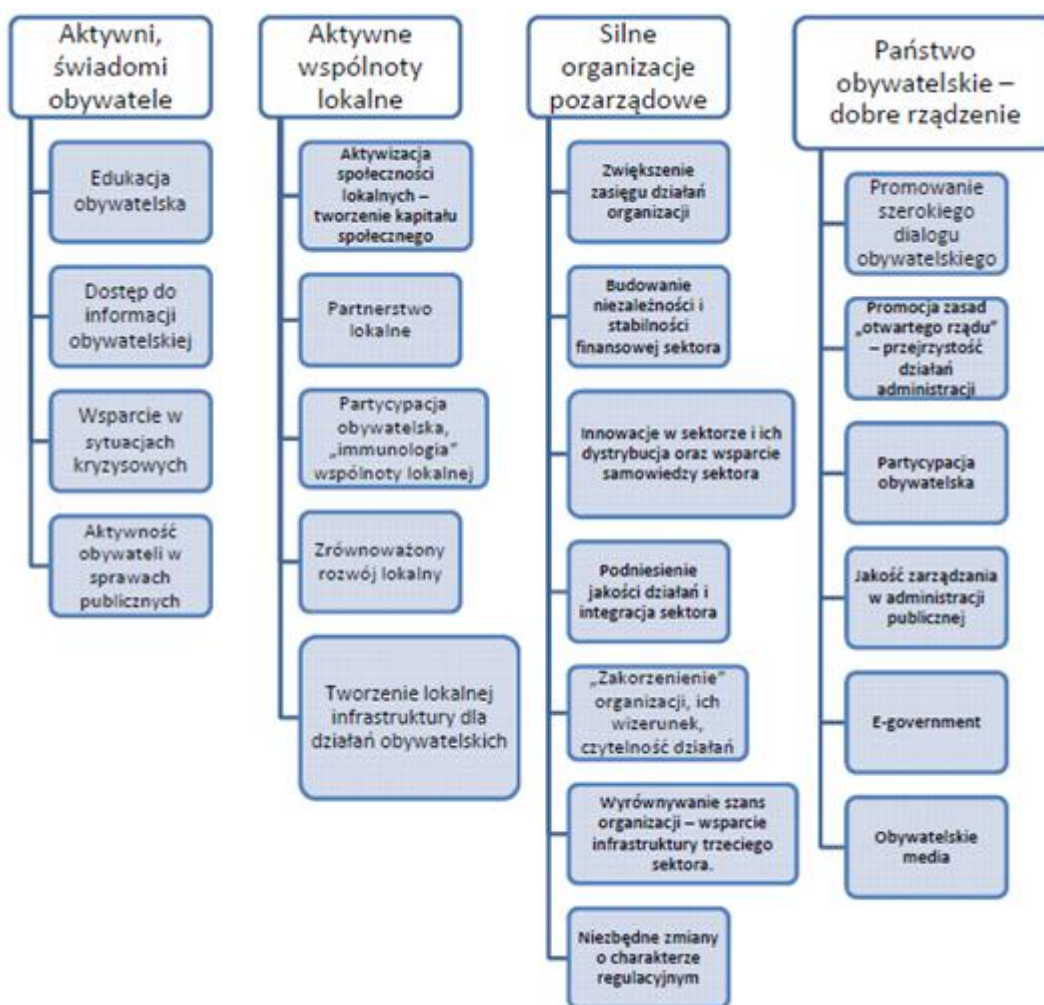 Aktywni,
świadomi
obywatele
Edukacja
obywatelska
Dostęp do
informacji
obywatelskiej
Wsparcie w
sytuacjach
kryzysowych
Aktywność
obywateli w
sprawach
publicznych
Aktywne
wspólnoty
lokalne
Aktywizacja
społeczności
lokalnych –
tworzenie kapitału
społecznego
Partnerstwo
lokalne
Partycypacja
obywatelska,
„immunologia”
wspólnoty lokalnej
Zrównoważony
rozwój lokalny
Tworzenie lokalnej
infrastruktury dla
działań obywatelskich
Silne
organizacje
pozarządowe
Zwiększenie
zasięgu działań
organizacji
Budowanie
niezależności i
stabilności
finansowej sektora
Innowacje w sektorze i ich
dystrybucja oraz wsparcie
samowiedzy sektora
Podniesienie
jakości działań i
integracja sektora
„Zakorzenienie”
organizacji, ich
wizerunek,
czytelność działań
Wyrównywanie szans
organizacji – wsparcie
infrastruktury trzeciego
sektora.
Niezbędne zmiany
o charakterze
regulacyjnym
Państwo
obywatelskie –
dobre rządzenie
Promowanie
szerokiego
dialogu
obywatelskiego
Promocja zasad
„otwartego rządu”
– przejrzystość
działań
administracji
Partycypacja
obywatelska
Jakość zarządzania
w administracji
publicznej
E-government
Obywatelskie
media